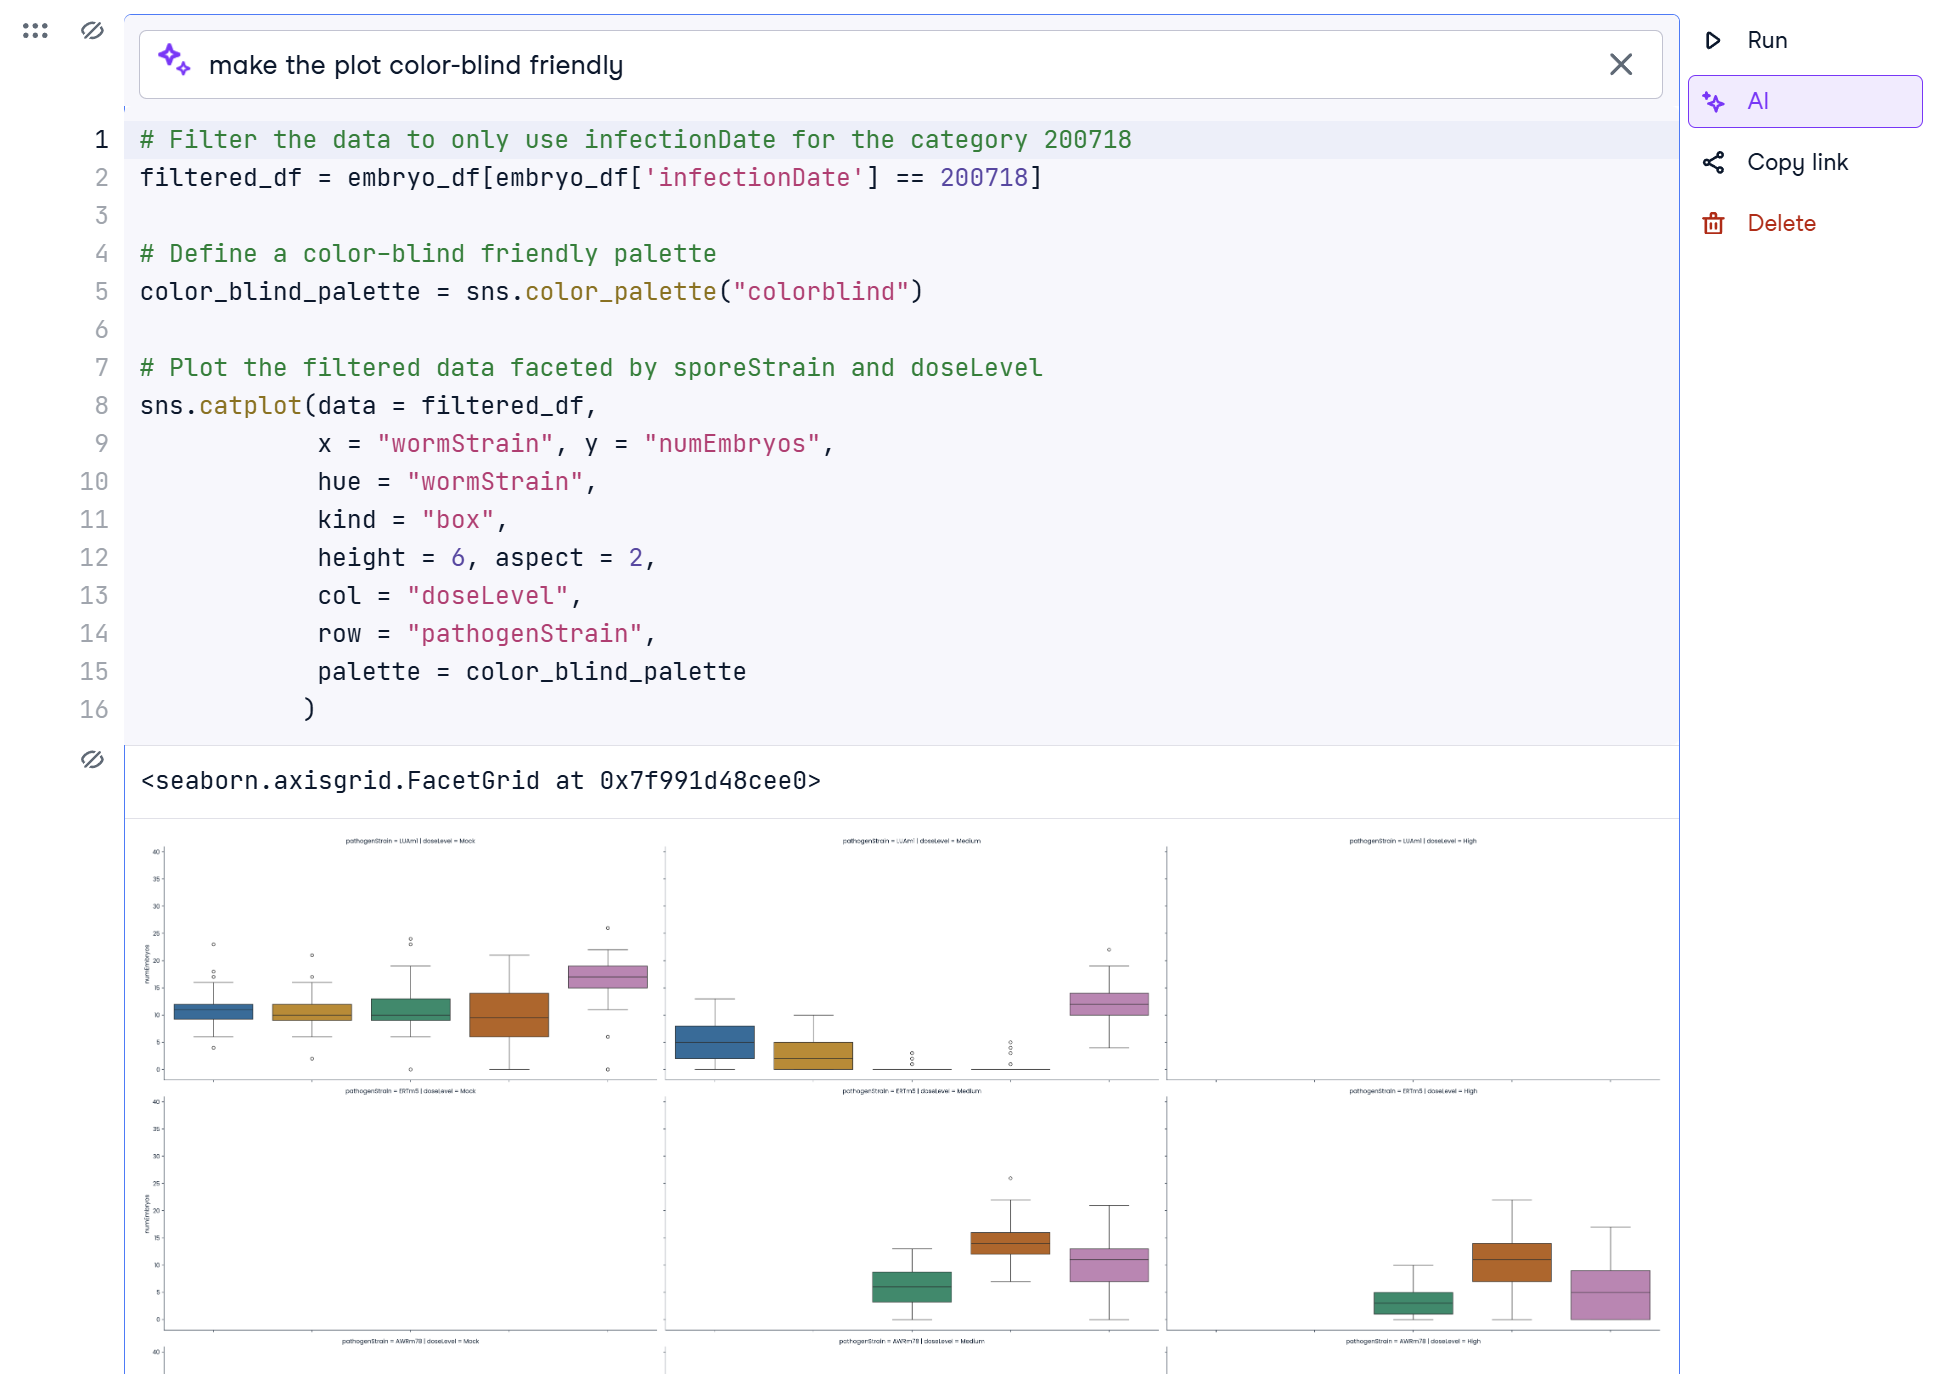 make the plot color-blind friendly
Run
AI
Copy link
Delete
1 # Filter the data to only use infectionDate for the category 200718
2 filtered_df = embryo_df[embryo_df['infectionDate'] == 200718]
3
4 # Define a color-blind friendly palette
5 color_blind_palette = sns.color_palette("colorblind")
6
7 # Plot the filtered data faceted by sporeStrain and doseLevel
8 sns.catplot(data = filtered_df,
9 x = "wormStrain", y = "numEmbryos",
10 hue = "wormStrain",
11 kind = "box",
12 height = 6, aspect = 2,
13 col = "doseLevel",
14 row = "pathogenStrain",
15 palette = color_blind_palette
16 )
<seaborn.axisgrid.FacetGrid at 0x7f991d48cee0>
pathogenStrain = LUAm1 | doseLevel = Mock
pathogenStrain = LUAm1 | doseLevel = Medium
pathogenStrain = LUAm1 | doseLevel = High
40
35
30
25
20
15
10
5
0
numEmbryos
pathogenStrain = ERTm5 | doseLevel = Mock
pathogenStrain = ERTm5 | doseLevel = Medium
pathogenStrain = ERTm5 | doseLevel = High
40
35
30
25
20
15
10
5
0
numEmbryos
pathogenStrain = AWRm78 | doseLevel = Mock
pathogenStrain = AWRm78 | doseLevel = Medium
pathogenStrain = AWRm78 | doseLevel = High
40